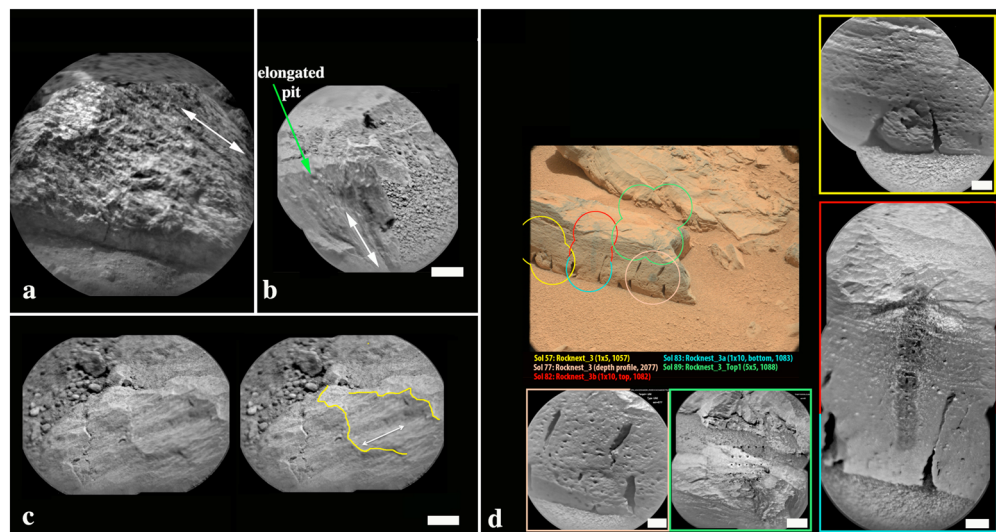 elongated
pit
a
b
c
d
Sol 57: Rocknext_3 (1x5, 1057)
Sol 77: Rocknest_3 (depth profile, 2077)
Sol 82: Rocknest_3b (1x10, top, 1082)
Sol 83: Rocknest_3a (1x10, bottom, 1083)
Sol 89: Rocknest_3_Top1 (5x5, 1088)